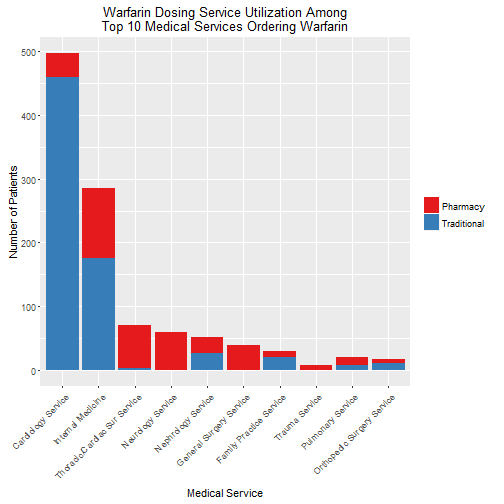 Warfarin Dosing Service Utilization Among
Top 10 Medical Services Ordering Warfarin
500
400
300
200
100
0
Number of Patients
Cardiology Service
Internal Medicine
Thoracic/Cardiac Sur Service
Neurology Service
Nephrology Service
General Surgery Service
Family Practice Service
Trauma Service
Pulmonary Service
Orthopedic Surgery Service
Medical Service
Pharmacy
Traditional